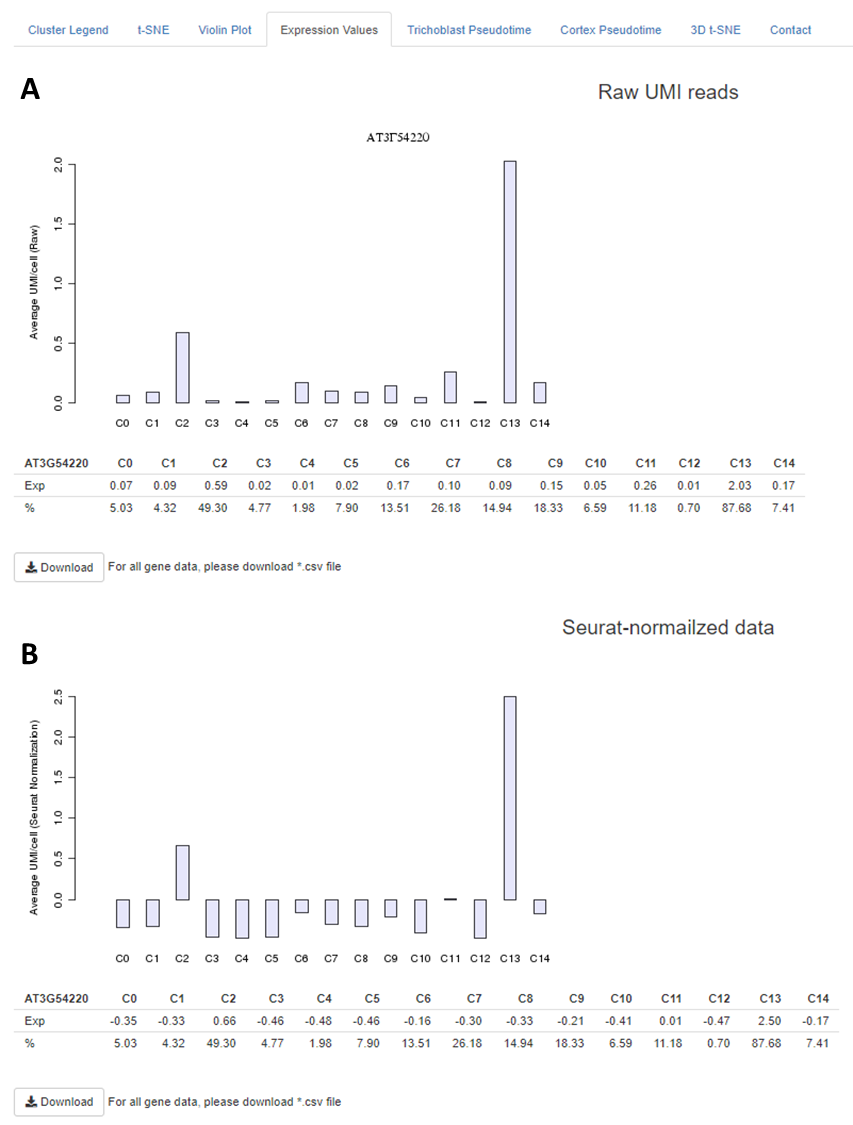 Cluster Legend t-SNE Violin Plot Expression Values Trichoblast Pseudotime Cortex Pseudotime 3D t-SNE Contact
A
Raw UMI reads
AT3G54220
Average UMI/cell (Raw)
2.0
1.5
1.0
0.5
0.0
C0 C1 C2 C3 C4 C5 C6 C7 C8 C9 C10 C11 C12 C13 C14
AT3G54220 C0 C1 C2 C3 C4 C5 C6 C7 C8 C9 C10 C11 C12 C13 C14
Exp 0.07 0.09 0.59 0.02 0.01 0.02 0.17 0.10 0.09 0.15 0.05 0.26 0.01 2.03 0.17
% 5.03 4.32 49.30 4.77 1.98 7.90 13.51 26.18 14.94 18.33 6.59 11.18 0.70 87.68 7.41
Download For all gene data, please download *.csv file
Seurat-normailzed data
B
Average UMI/cell (Seurat Normalization)
2.5
2.0
1.5
1.0
0.5
0.0
C0 C1 C2 C3 C4 C5 C6 C7 C8 C9 C10 C11 C12 C13 C14
AT3G54220 C0 C1 C2 C3 C4 C5 C6 C7 C8 C9 C10 C11 C12 C13 C14
Exp -0.35 -0.33 0.66 -0.46 -0.48 -0.46 -0.16 -0.30 -0.33 -0.21 -0.41 0.01 -0.47 2.50 -0.17
% 5.03 4.32 49.30 4.77 1.98 7.90 13.51 26.18 14.94 18.33 6.59 11.18 0.70 87.68 7.41
Download For all gene data, please download *.csv file